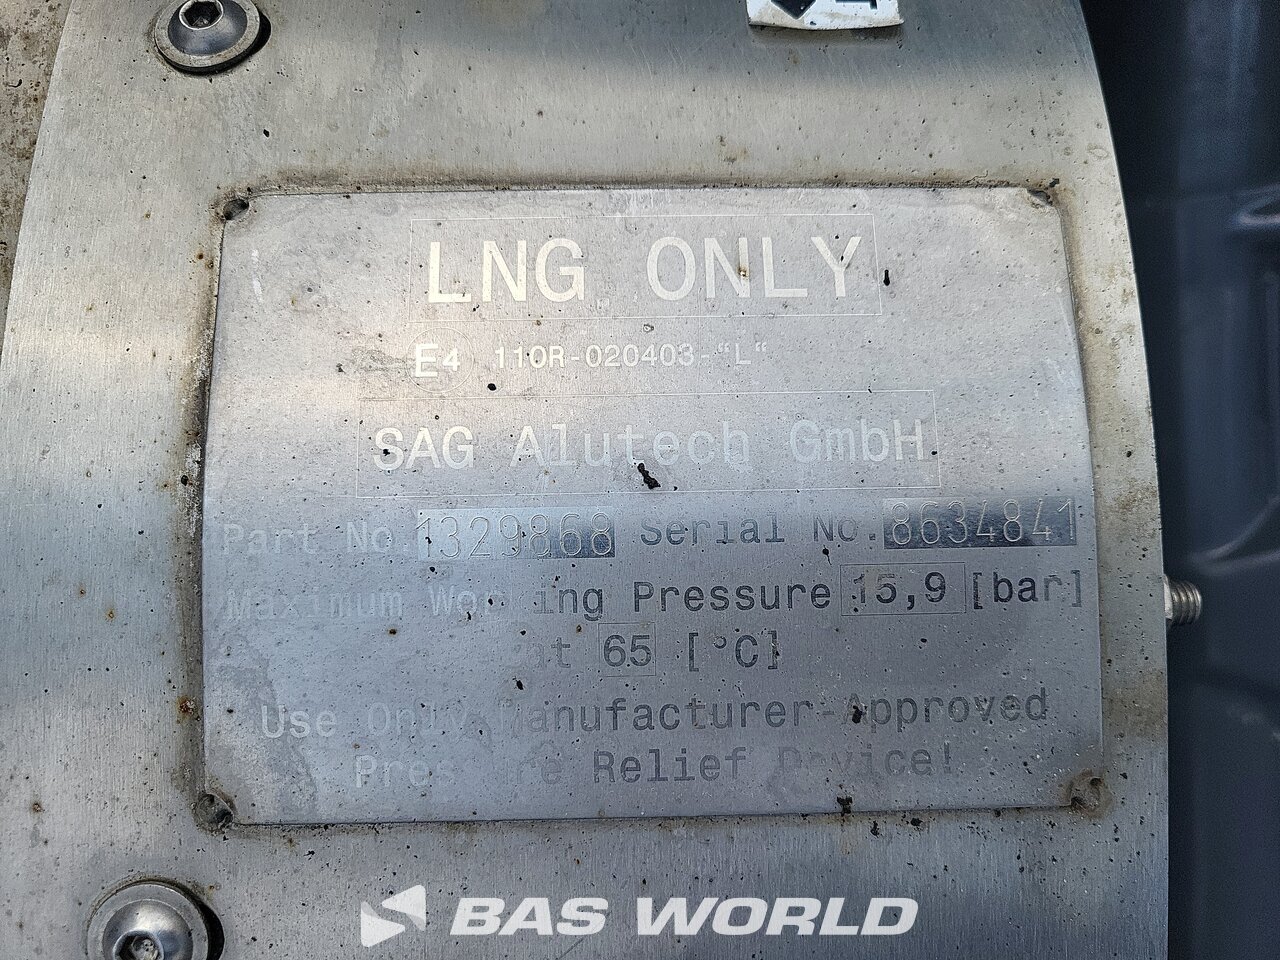 LNG ONLY
E4 110R-020403-"L"
SAG Alutech GmbH
Part No. 1329868 Serial No. 8634841
Maximum Working Pressure 15,9 [bar]
at 65 [°C]
Use Only Manufacturer-Approved
Pressure Relief Device!
BAS WORLD